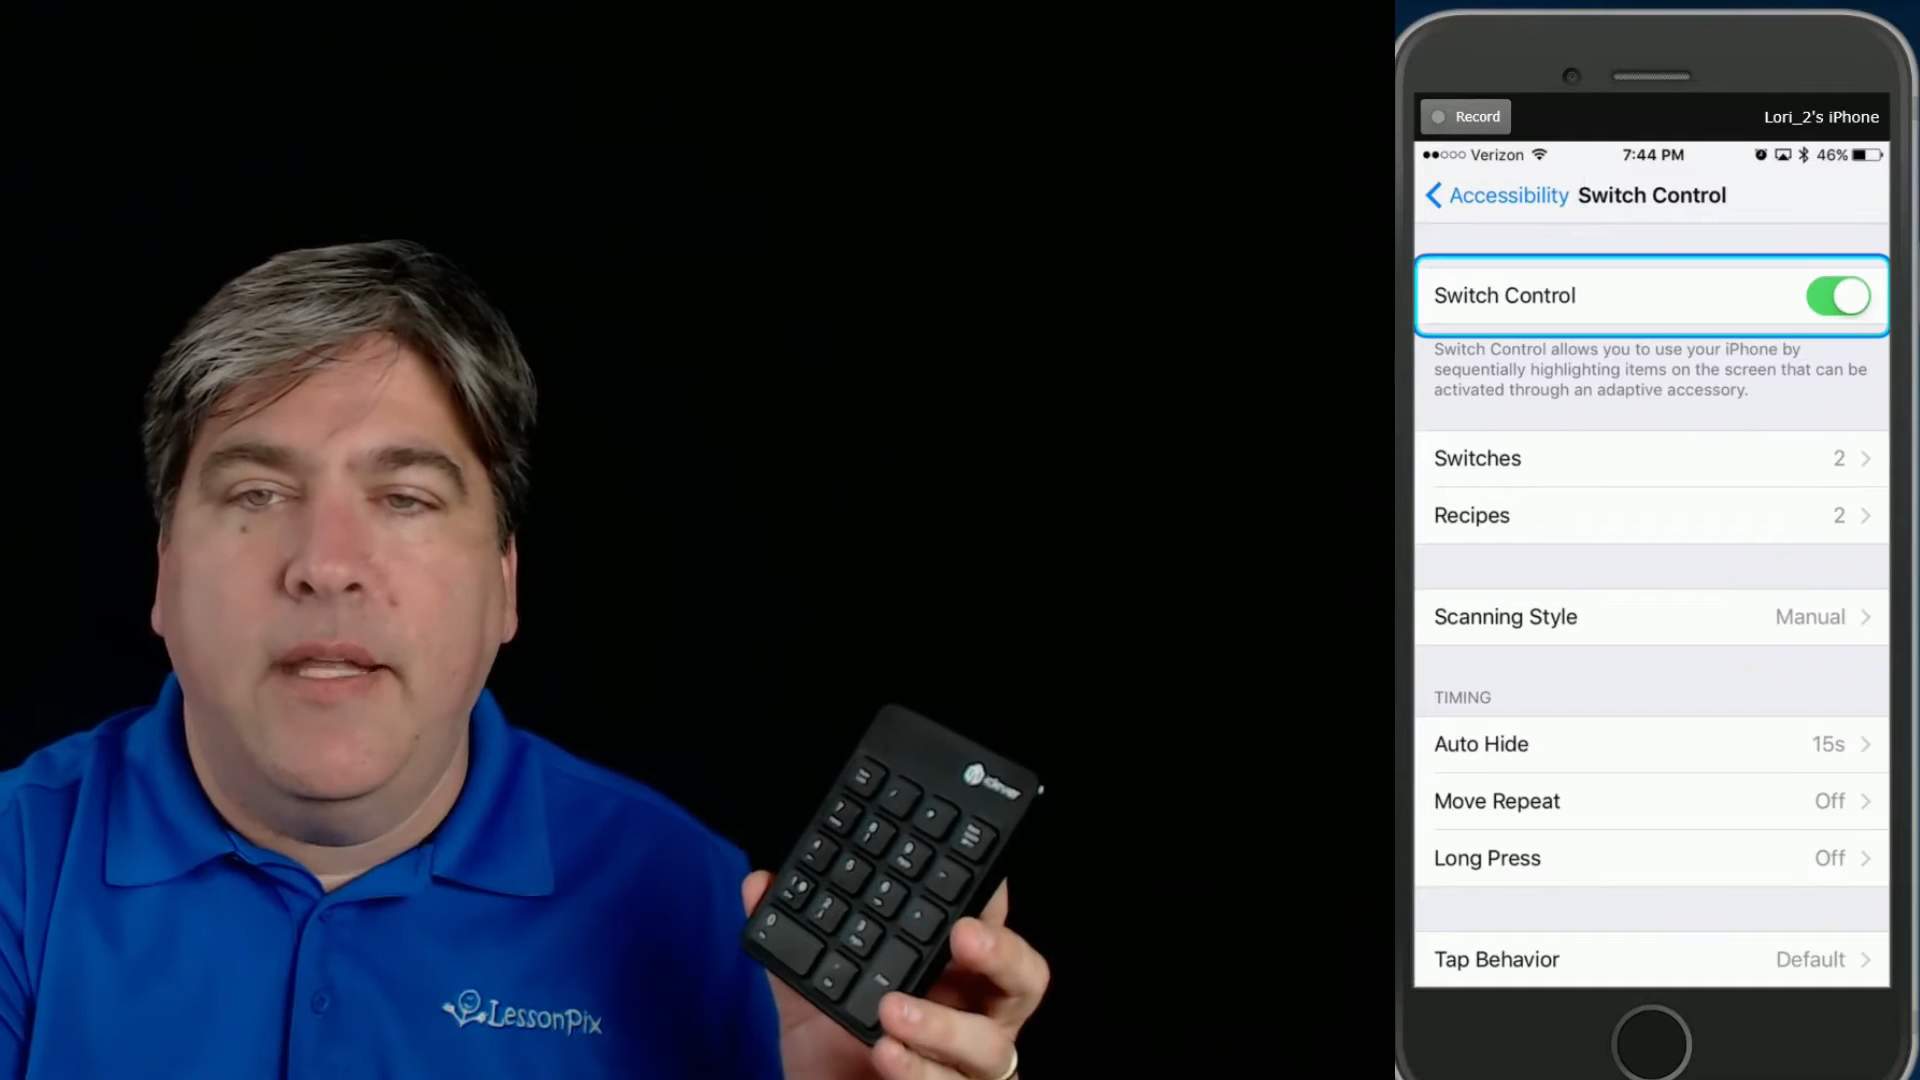 Record
Lori_2's iPhone
Verizon
7:44 PM
46%
Accessibility
Switch Control
Switch Control
Switch Control allows you to use your iPhone by
sequentially highlighting items on the screen that can be
activated through an adaptive accessory.
Switches 2
Recipes 2
Scanning Style Manual
TIMING
Auto Hide 15s
Move Repeat Off
Long Press Off
Tap Behavior Default
iclever
LessonPix